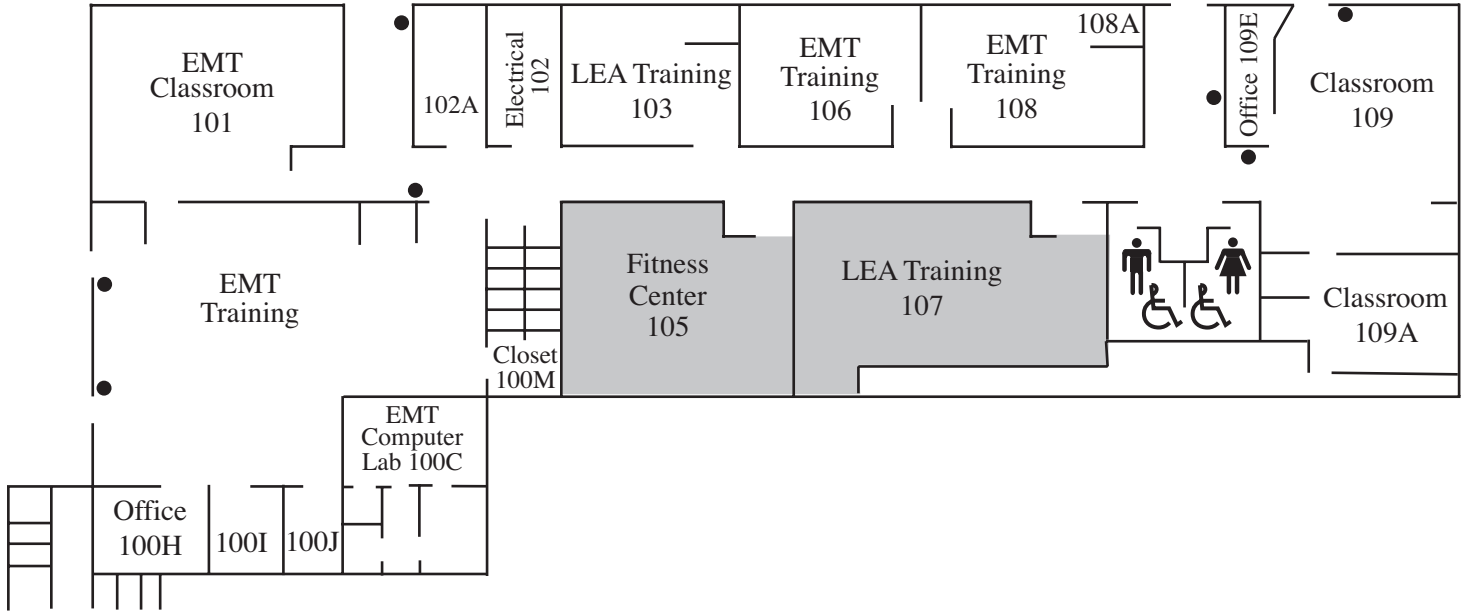 EMT
Classroom
101
102A
Electrical
102
LEA Training
103
EMT
Training
106
EMT
Training
108
108A
Office 109E
Classroom
109
EMT
Training
Closet
100M
Fitness
Center
105
LEA Training
107
Classroom
109A
EMT
Computer
Lab 100C
Office
100H
100I
100J